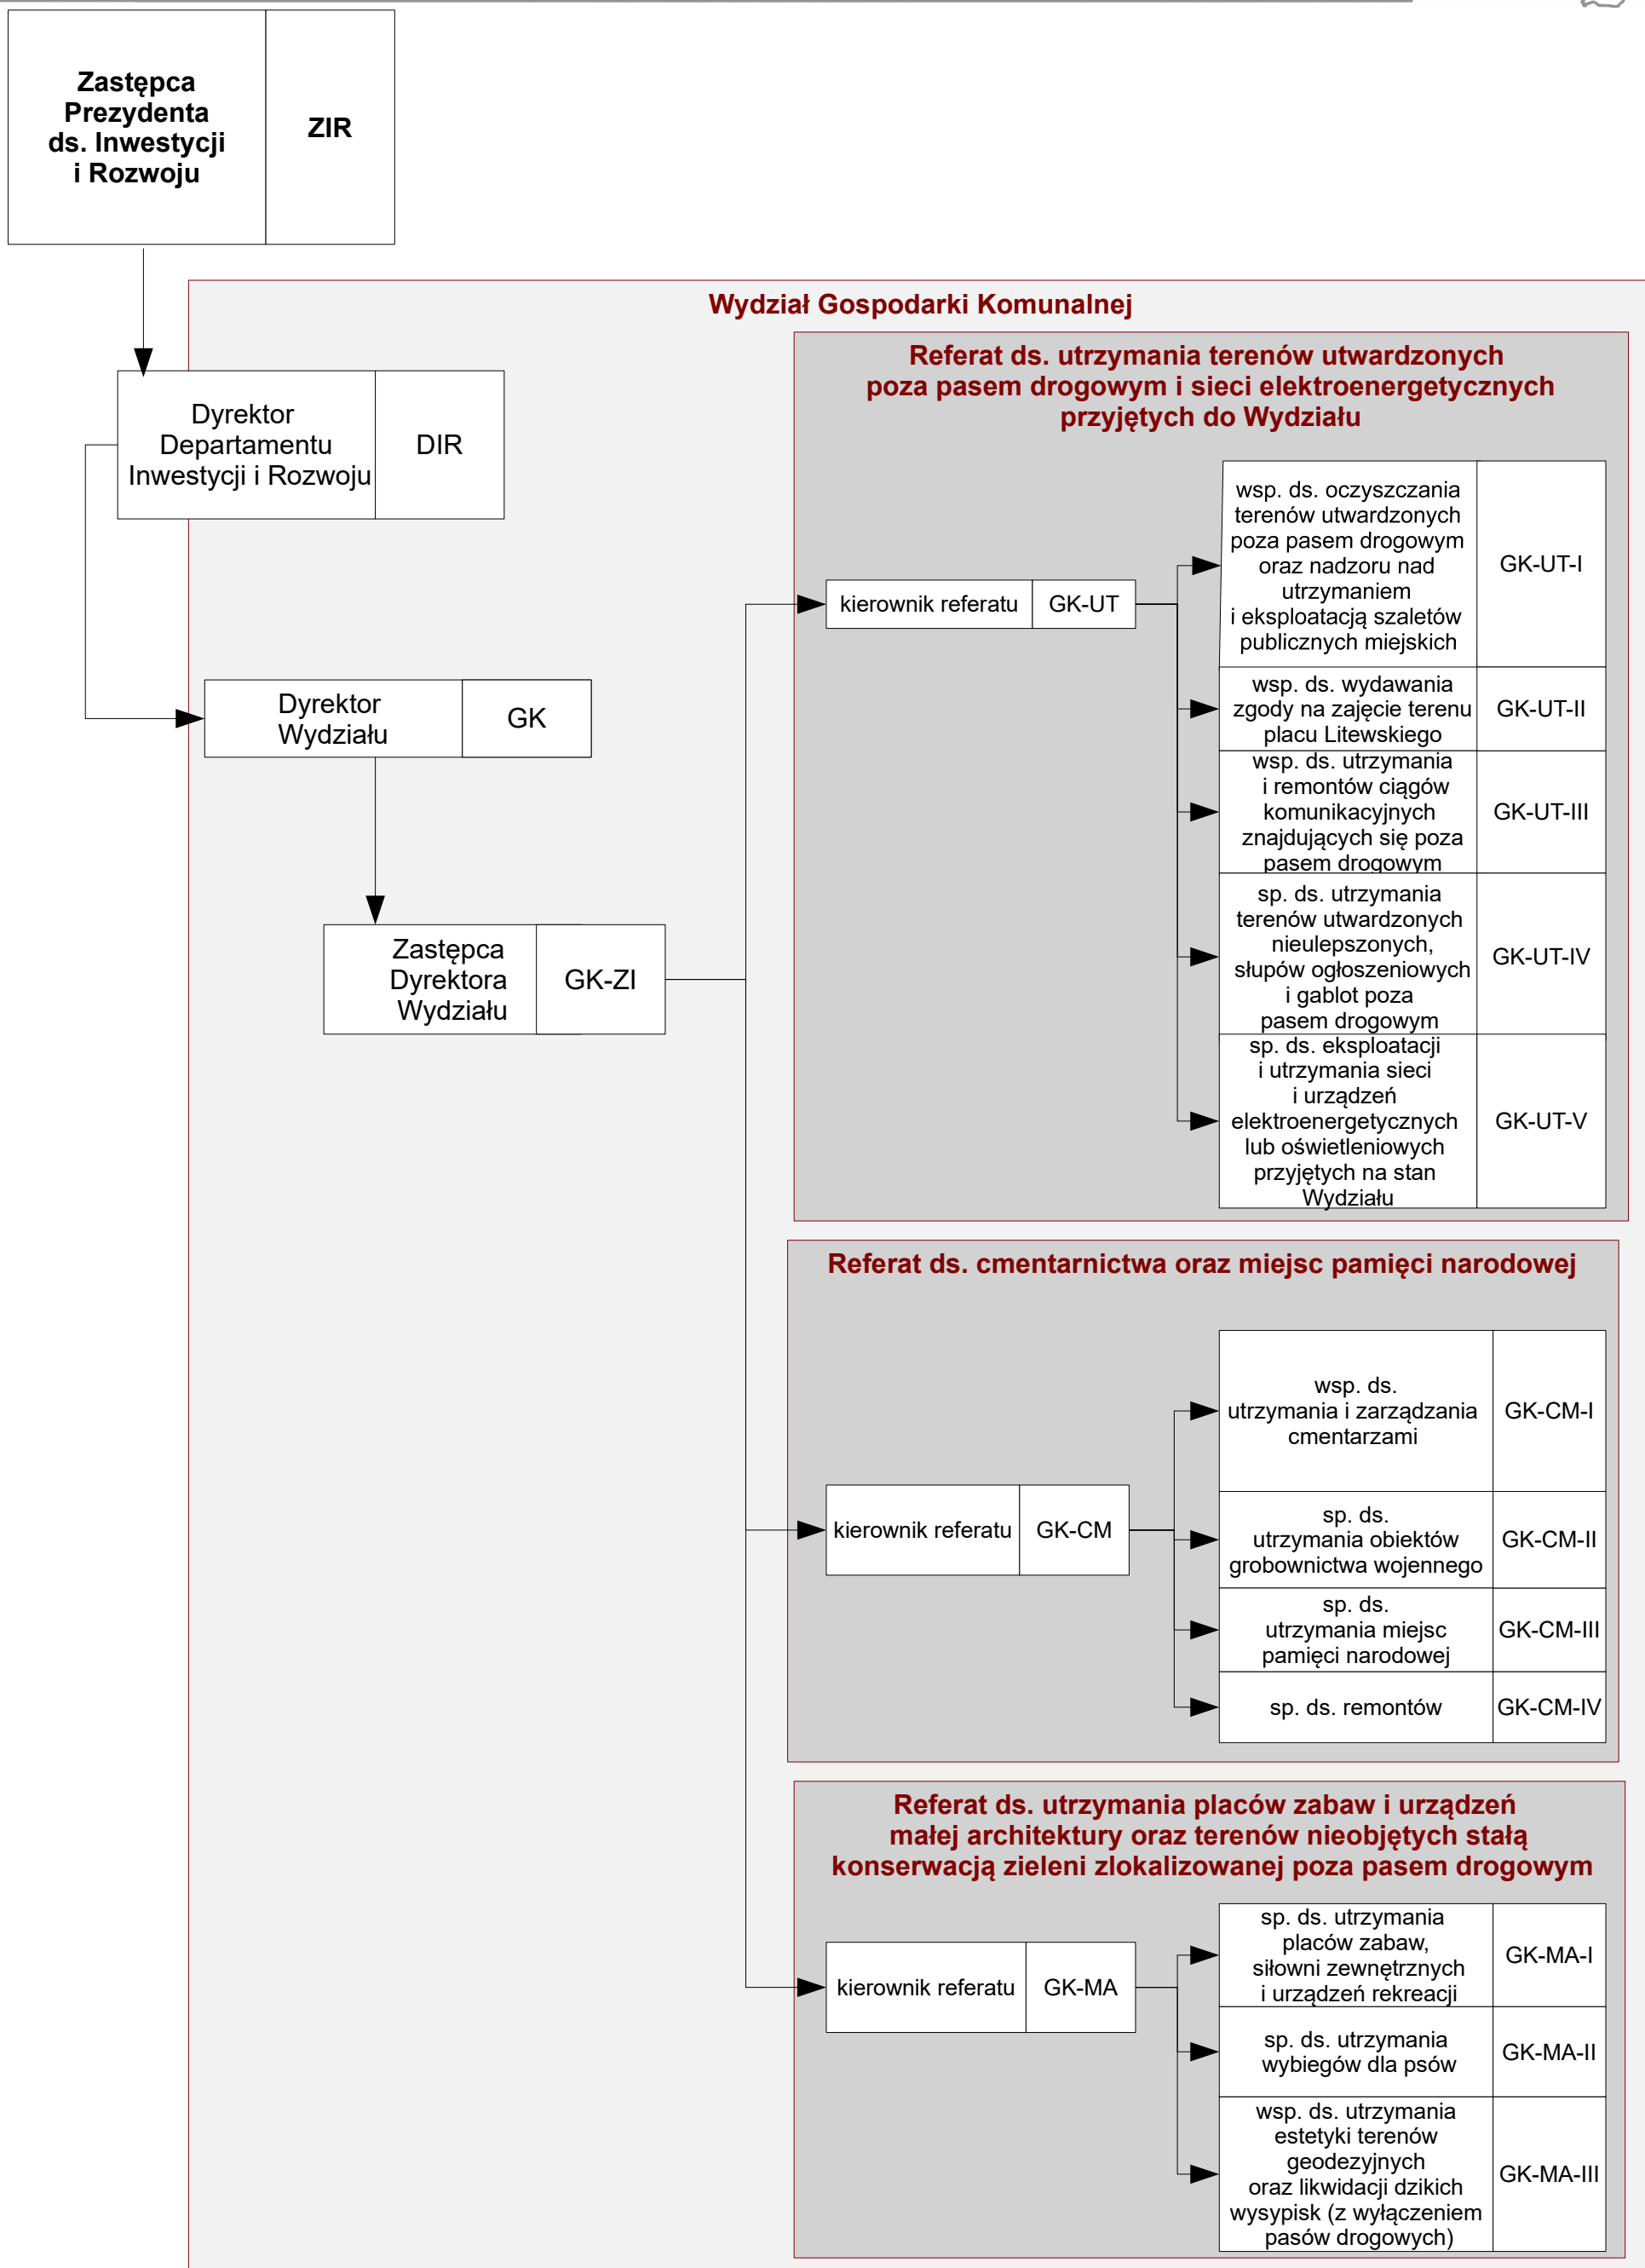 Zastępca
Prezydenta
ds. Inwestycji
i Rozwoju
ZIR
Wydział Gospodarki Komunalnej
Dyrektor
Departamentu
Inwestycji i Rozwoju
DIR
Dyrektor
Wydziału
GK
Zastępca
Dyrektora
Wydziału
GK-ZI
Referat ds. utrzymania terenów utwardzonych
poza pasem drogowym i sieci elektroenergetycznych
przyjętych do Wydziału
kierownik referatu
GK-UT
wsp. ds. oczyszczania
terenów utwardzonych
poza pasem drogowym
oraz nadzoru nad
utrzymaniem
i eksploatacją szaletów
publicznych miejskich
GK-UT-I
wsp. ds. wydawania
zgody na zajęcie terenu
placu Litewskiego
GK-UT-II
wsp. ds. utrzymania
i remontów ciągów
komunikacyjnych
znajdujących się poza
pasem drogowym
GK-UT-III
sp. ds. utrzymania
terenów utwardzonych
nieulepszonych,
słupów ogłoszeniowych
i gablot poza
pasem drogowym
GK-UT-IV
sp. ds. eksploatacji
i utrzymania sieci
i urządzeń
elektroenergetycznych
lub oświetleniowych
przyjętych na stan
Wydziału
GK-UT-V
Referat ds. cmentarnictwa oraz miejsc pamięci narodowej
kierownik referatu
GK-CM
wsp. ds.
utrzymania i zarządzania
cmentarzami
GK-CM-I
sp. ds.
utrzymania obiektów
grobownictwa wojennego
GK-CM-II
sp. ds.
utrzymania miejsc
pamięci narodowej
GK-CM-III
sp. ds. remontów
GK-CM-IV
Referat ds. utrzymania placów zabaw i urządzeń
małej architektury oraz terenów nieobjętych stałą
konserwacją zieleni zlokalizowanej poza pasem drogowym
kierownik referatu
GK-MA
sp. ds. utrzymania
placów zabaw,
siłowni zewnętrznych
i urządzeń rekreacji
GK-MA-I
sp. ds. utrzymania
wybiegów dla psów
GK-MA-II
wsp. ds. utrzymania
estetyki terenów
geodezyjnych
oraz likwidacji dzikich
wysypisk (z wyłączeniem
pasów drogowych)
GK-MA-III